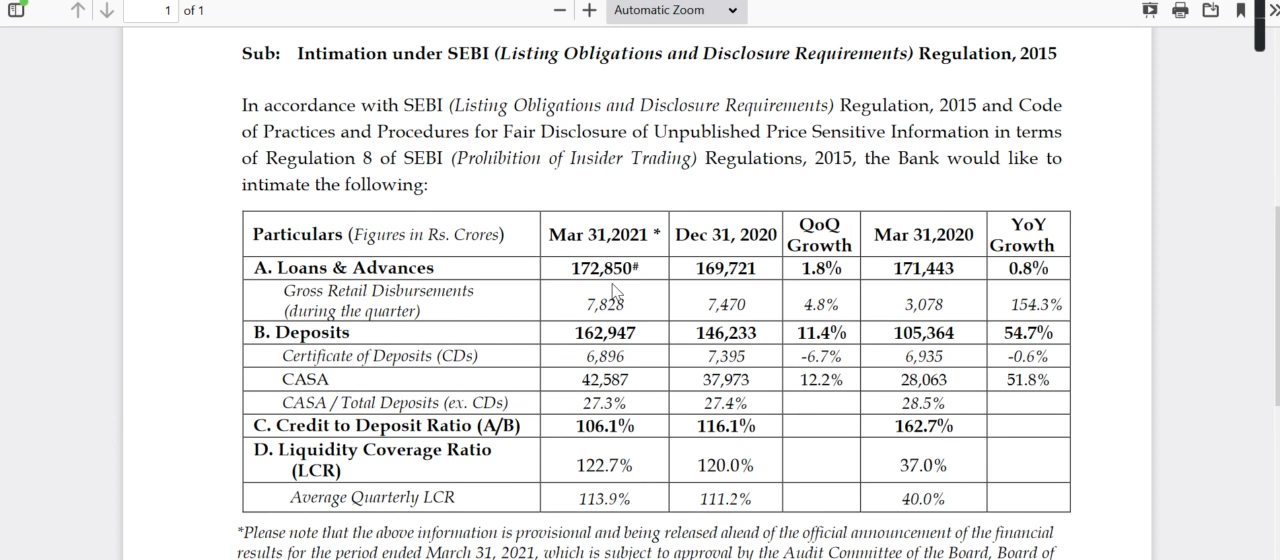 1 of 1
Automatic Zoom
Sub: Intimation under SEBI (Listing Obligations and Disclosure Requirements) Regulation, 2015
In accordance with SEBI (Listing Obligations and Disclosure Requirements) Regulation, 2015 and Code
of Practices and Procedures for Fair Disclosure of Unpublished Price Sensitive Information in terms
of Regulation 8 of SEBI (Prohibition of Insider Trading) Regulations, 2015, the Bank would like to
intimate the following:
Particulars (Figures in Rs. Crores) Mar 31,2021 * Dec 31, 2020 QoQ Growth Mar 31,2020 YoY Growth
A. Loans & Advances 172,850# 169,721 1.8% 171,443 0.8%
Gross Retail Disbursements
(during the quarter) 7,828 7,470 4.8% 3,078 154.3%
B. Deposits 162,947 146,233 11.4% 105,364 54.7%
Certificate of Deposits (CDs) 6,896 7,395 -6.7% 6,935 -0.6%
CASA 42,587 37,973 12.2% 28,063 51.8%
CASA / Total Deposits (ex. CDs) 27.3% 27.4% 28.5%
C. Credit to Deposit Ratio (A/B) 106.1% 116.1% 162.7%
D. Liquidity Coverage Ratio
(LCR) 122.7% 120.0% 37.0%
Average Quarterly LCR 113.9% 111.2% 40.0%
*Please note that the above information is provisional and being released ahead of the official announcement of the financial
results for the period ended March 31, 2021, which is subject to approval by the Audit Committee of the Board, Board of